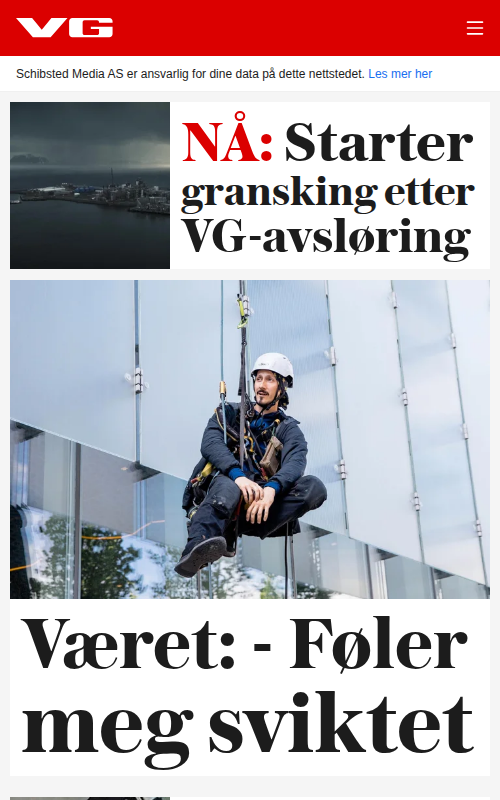 VG
Schibsted Media AS er ansvarlig for dine data på dette nettstedet. Les mer her
NÅ: Starter
gransking etter
VG-avsløring
Været: - Føler
meg sviktet